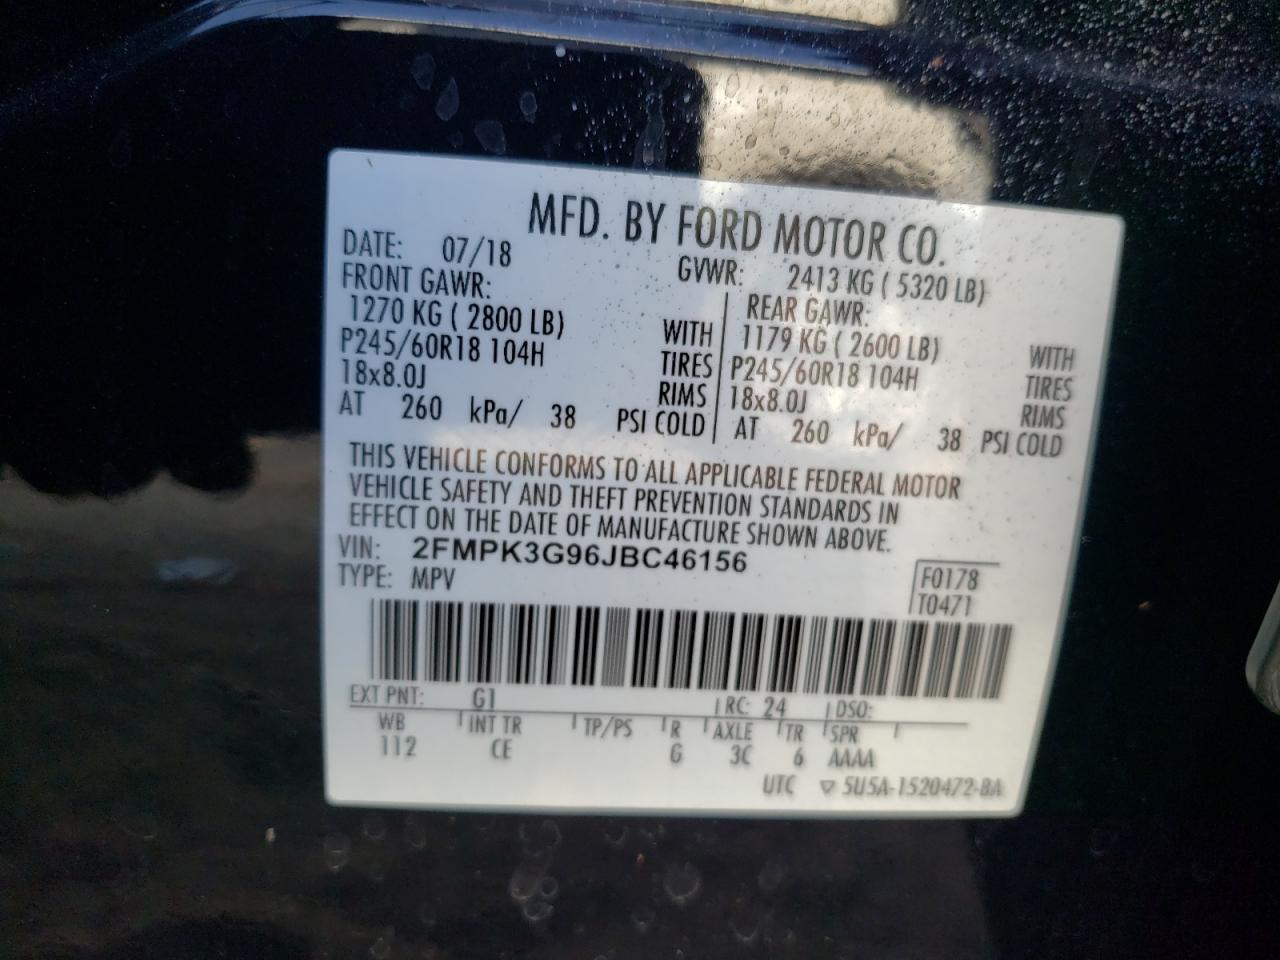 MFD. BY FORD MOTOR CO.
DATE: 07/18 GVWR: 2413 KG ( 5320 LB)
FRONT GAWR: REAR GAWR:
1270 KG ( 2800 LB) WITH 1179 KG ( 2600 LB) WITH
P245/60R18 104H TIRES P245/60R18 104H TIRES
18x8.0J RIMS 18x8.0J RIMS
AT 260 kPa/ 38 PSI COLD AT 260 kPa/ 38 PSI COLD
THIS VEHICLE CONFORMS TO ALL APPLICABLE FEDERAL MOTOR
VEHICLE SAFETY AND THEFT PREVENTION STANDARDS IN
EFFECT ON THE DATE OF MANUFACTURE SHOWN ABOVE.
VIN: 2FMPK3G96JBC46156
TYPE: MPV
F0178
T0471
EXT PNT: G1 RC: 24 DSO:
WB INT TR TP/PS R AXLE TR SPR
112 CE G 3C 6 AAAA
UTC ▽ 5U5A-1520472-BA